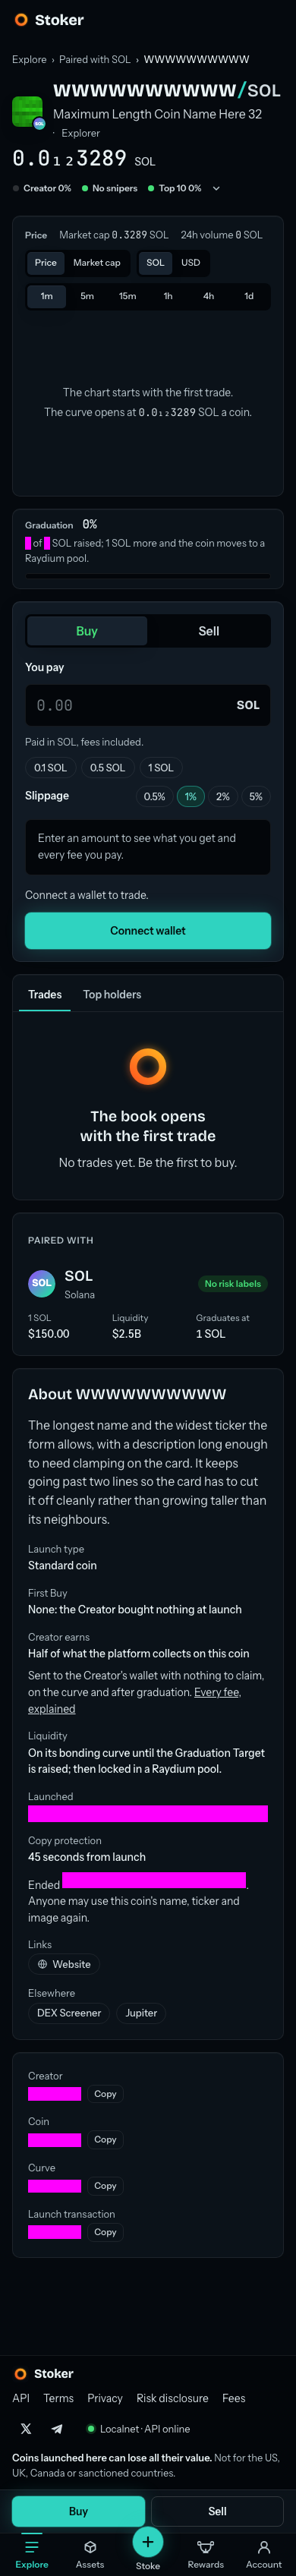 Stoker
Explore › Paired with SOL › WWWWWWWWWW
WWWWWWWWWW/SOL
Maximum Length Coin Name Here 32
SOL
· Explorer
0.0₁₂3289 SOL
Creator 0% No snipers Top 10 0%
Price Market cap 0.3289 SOL 24h volume 0 SOL
Price Market cap SOL USD
1m 5m 15m 1h 4h 1d
The chart starts with the first trade.
The curve opens at 0.0₁₂3289 SOL a coin.
Graduation 0%
of SOL raised; 1 SOL more and the coin moves to a
Raydium pool.
Buy Sell
You pay
0.00 SOL
Paid in SOL, fees included.
0.1 SOL 0.5 SOL 1 SOL
Slippage 0.5% 1% 2% 5%
Enter an amount to see what you get and
every fee you pay.
Connect a wallet to trade.
Connect wallet
Trades Top holders
The book opens
with the first trade
No trades yet. Be the first to buy.
PAIRED WITH
SOL SOL
Solana
No risk labels
1 SOL Liquidity Graduates at
$150.00 $2.5B 1 SOL
About WWWWWWWWWW
The longest name and the widest ticker the
form allows, with a description long enough
to need clamping on the card. It keeps
going past two lines so the card has to cut
it off cleanly rather than growing taller than
its neighbours.
Launch type
Standard coin
First Buy
None: the Creator bought nothing at launch
Creator earns
Half of what the platform collects on this coin
Sent to the Creator's wallet with nothing to claim,
on the curve and after graduation. Every fee,
explained
Liquidity
On its bonding curve until the Graduation Target
is raised; then locked in a Raydium pool.
Launched
Copy protection
45 seconds from launch
Ended .
Anyone may use this coin's name, ticker and
image again.
Links
Website
Elsewhere
DEX Screener Jupiter
Creator
Copy
Coin
Copy
Curve
Copy
Launch transaction
Copy
Stoker
API Terms Privacy Risk disclosure Fees
Localnet · API online
Coins launched here can lose all their value. Not for the US,
UK, Canada or sanctioned countries.
Buy Sell
Explore Assets Stoke Rewards Account